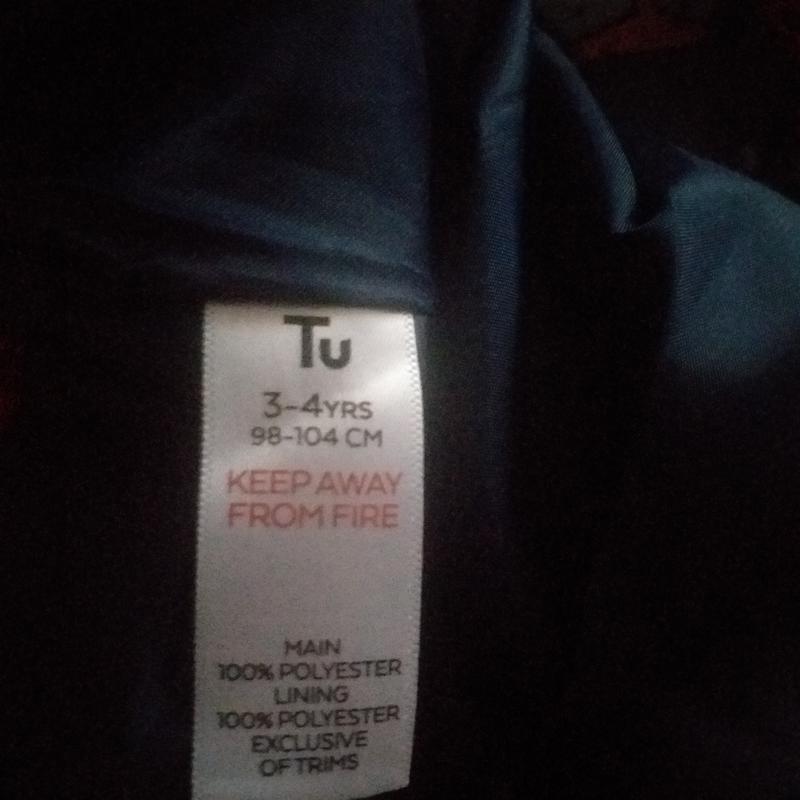 Tu
3-4YRS
98-104 CM
KEEP AWAY
FROM FIRE
MAIN
100% POLYESTER
LINING
100% POLYESTER
EXCLUSIVE
OF TRIMS